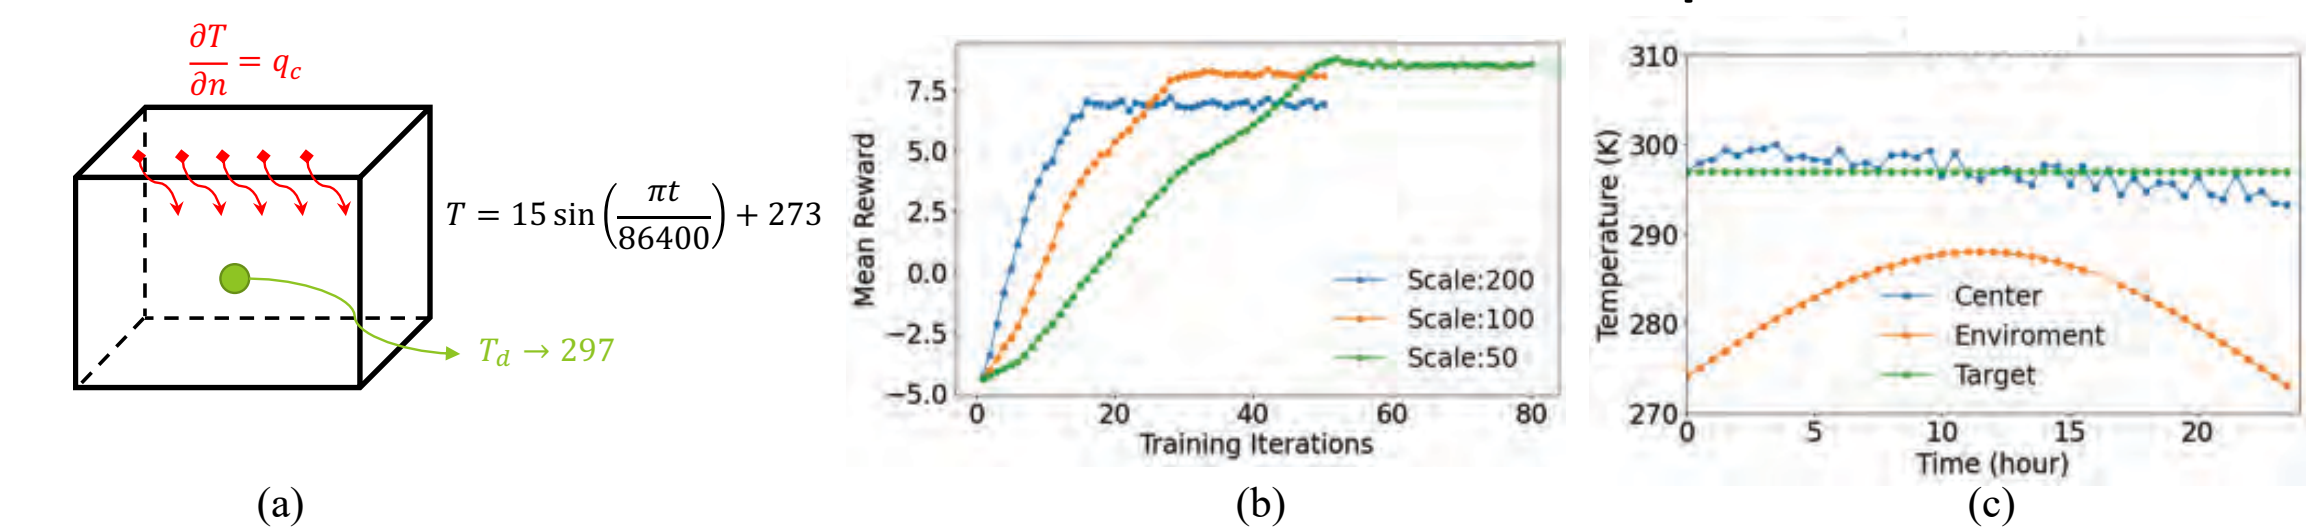 ∂T/∂n = q_c
T = 15 sin(πt/86400) + 273
T_d → 297
(a)
Mean Reward
7.5
5.0
2.5
0.0
−2.5
−5.0
0 20 40 60 80
Training Iterations
Scale:200
Scale:100
Scale:50
(b)
Temperature (K)
310
300
290
280
270
0 5 10 15 20
Time (hour)
Center
Enviroment
Target
(c)